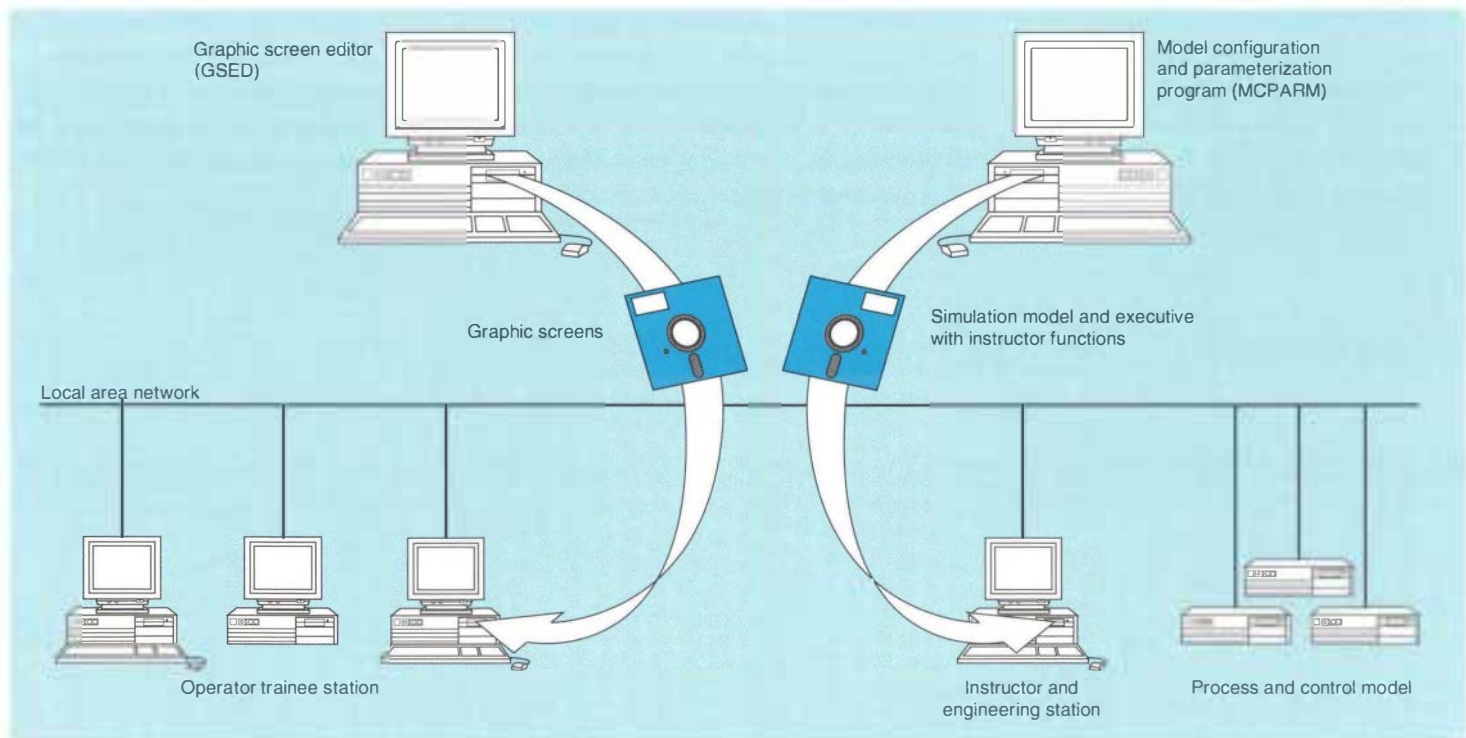 Graphic screen editor
(GSED)
Model configuration
and parameterization
program (MCPARM)
Graphic screens
Simulation model and executive
with instructor functions
Local area network
Operator trainee station
Instructor and
engineering station
Process and control model